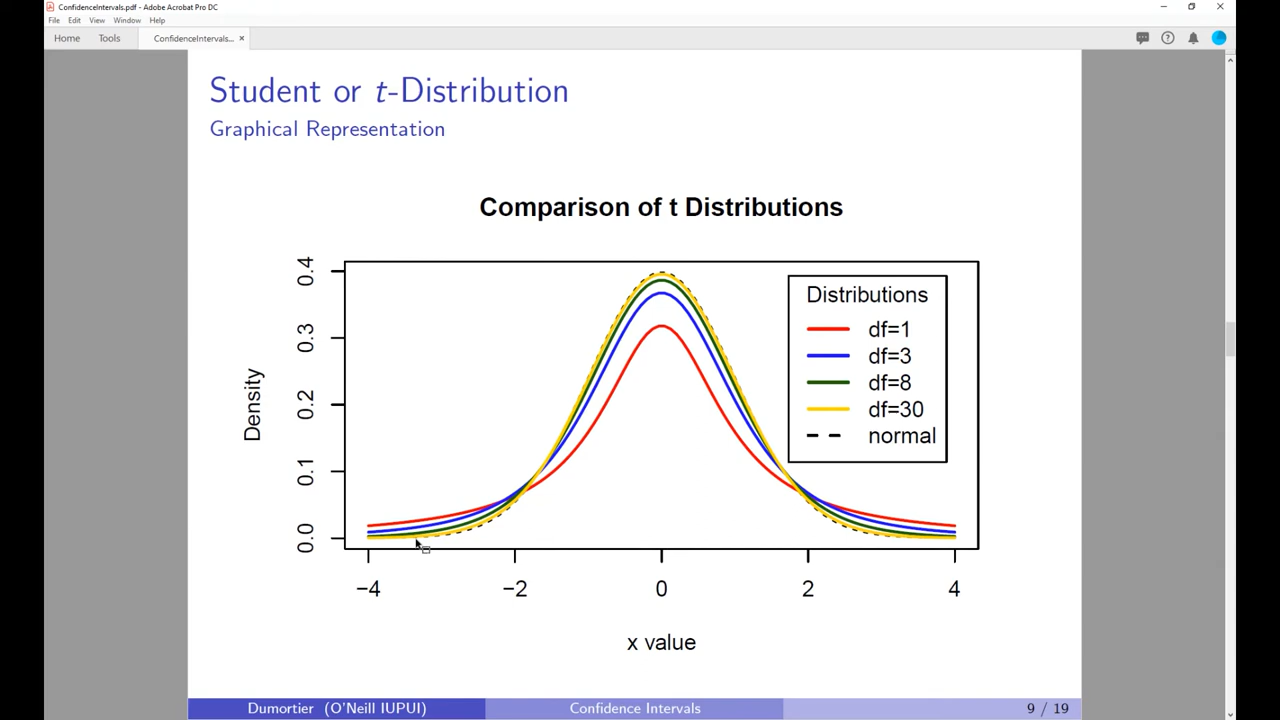 ConfidenceIntervals.pdf - Adobe Acrobat Pro DC
File Edit View Window Help
Home Tools ConfidenceIntervals... ×
Student or t-Distribution
Graphical Representation
Comparison of t Distributions
Density
0.0 0.1 0.2 0.3 0.4
Distributions
df=1
df=3
df=8
df=30
normal
−4 −2 0 2 4
x value
Dumortier (O'Neill IUPUI) Confidence Intervals 9 / 19